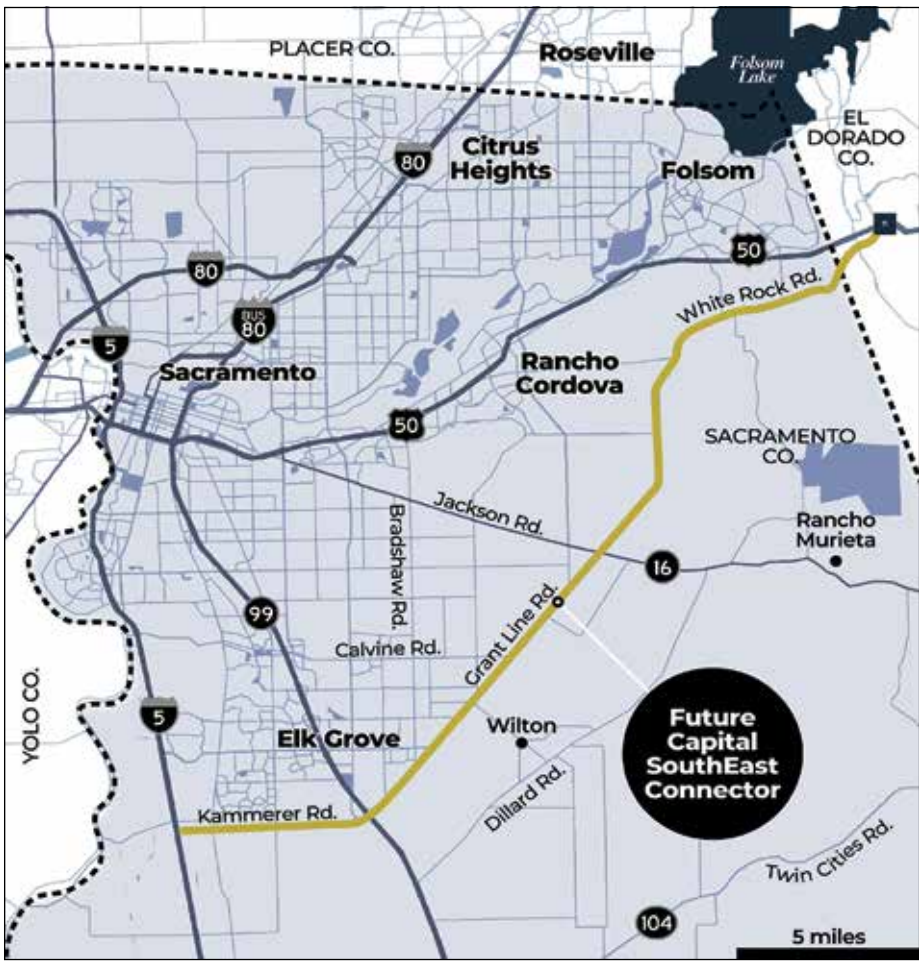 PLACER CO.
Roseville
Folsom
Lake
EL
DORADO
CO.
80
Citrus
Heights
Folsom
80
50
BUS
80
White Rock Rd.
5
Sacramento
Rancho
Cordova
50
SACRAMENTO
CO.
Jackson Rd.
Bradshaw Rd.
Rancho
Murieta
16
99
Grant Line Rd.
Calvine Rd.
YOLO CO.
5
Elk Grove
Wilton
Future
Capital
SouthEast
Connector
Dillard Rd.
Kammerer Rd.
Twin Cities Rd.
104
5 miles